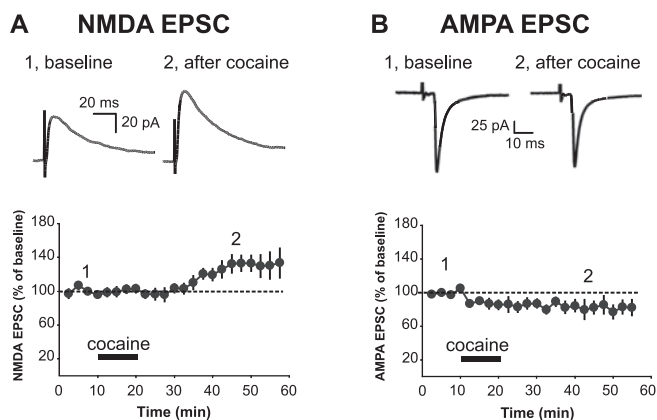 A NMDA EPSC
1, baseline 2, after cocaine
20 ms
20 pA
NMDA EPSC (% of baseline)
180
140
100
60
20
1
2
cocaine
0 10 20 30 40 50 60
Time (min)
B AMPA EPSC
1, baseline 2, after cocaine
25 pA
10 ms
AMPA EPSC (% of baseline)
180
140
100
60
20
1
2
cocaine
0 10 20 30 40 50 60
Time (min)